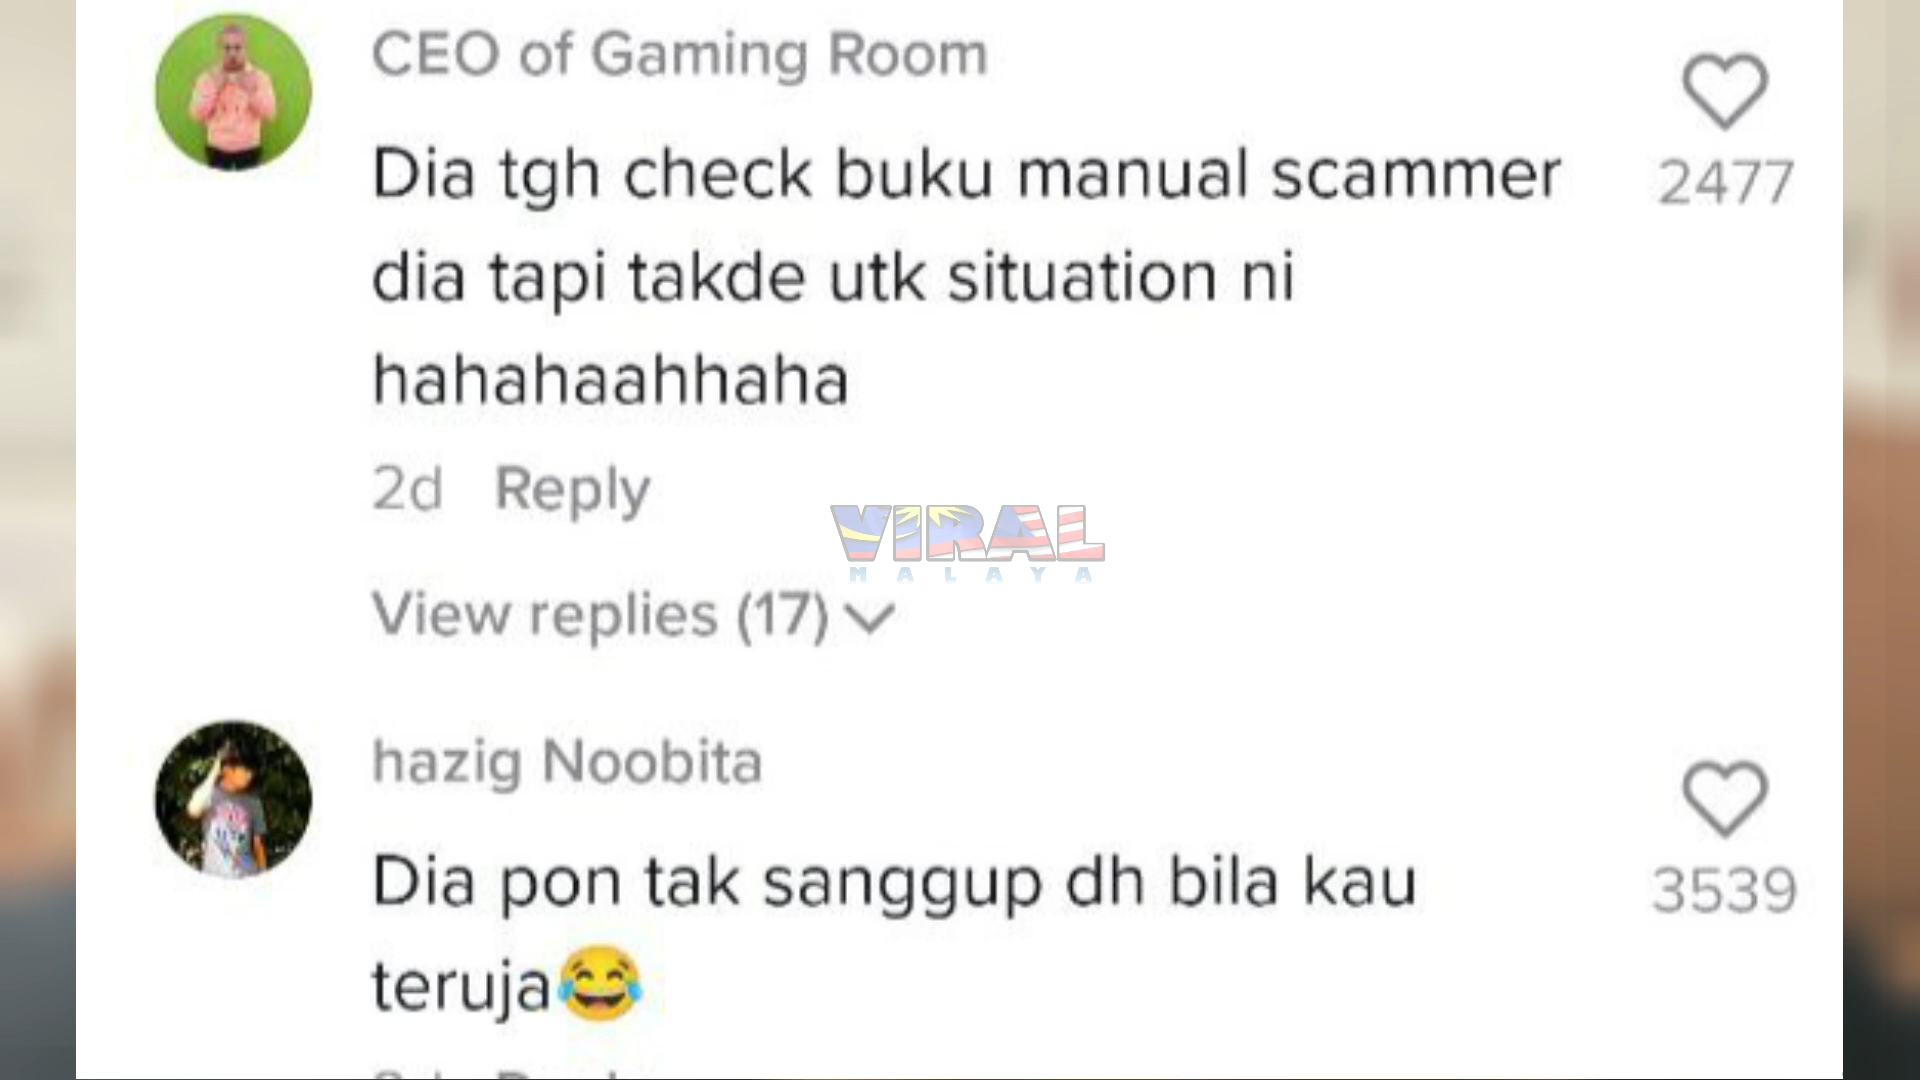 CEO of Gaming Room
Dia tgh check buku manual scammer
2477
dia tapi takde utk situation ni
hahahaahhaha
2d Reply
VIRAL
MALAYA
View replies (17)
hazig Noobita
Dia pon tak sanggup dh bila kau
3539
teruja😂